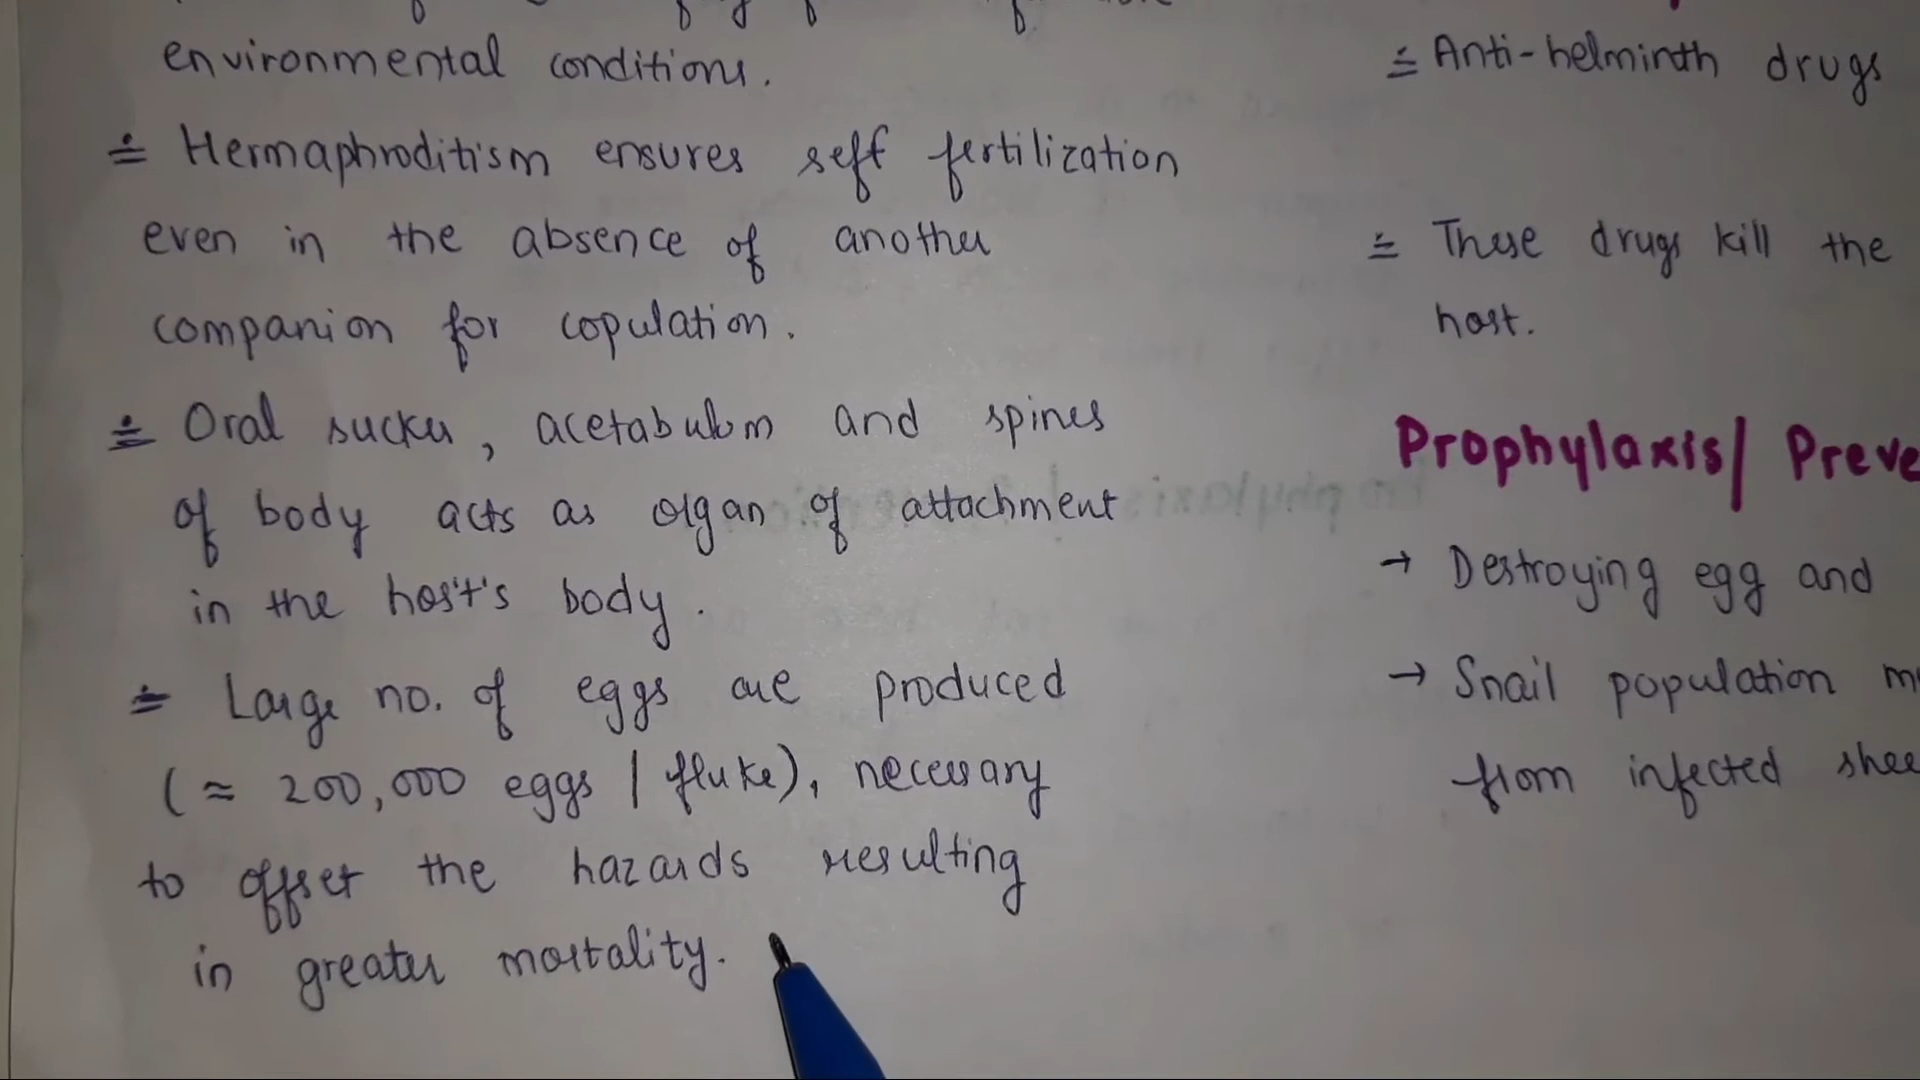 environmental conditions.
Hermaphroditism ensures self fertilization
even in the absence of another
companion for copulation.
Oral sucker, acetabulum and spines
of body acts as organ of attachment
in the host's body.
Large no. of eggs are produced
(≈ 200,000 eggs / fluke), necessary
to offset the hazards resulting
in greater mortality.
Anti-helminth drugs
These drugs kill the
host.
Prophylaxis/ Preve
→ Destroying egg and
→ Snail population m
from infected shee